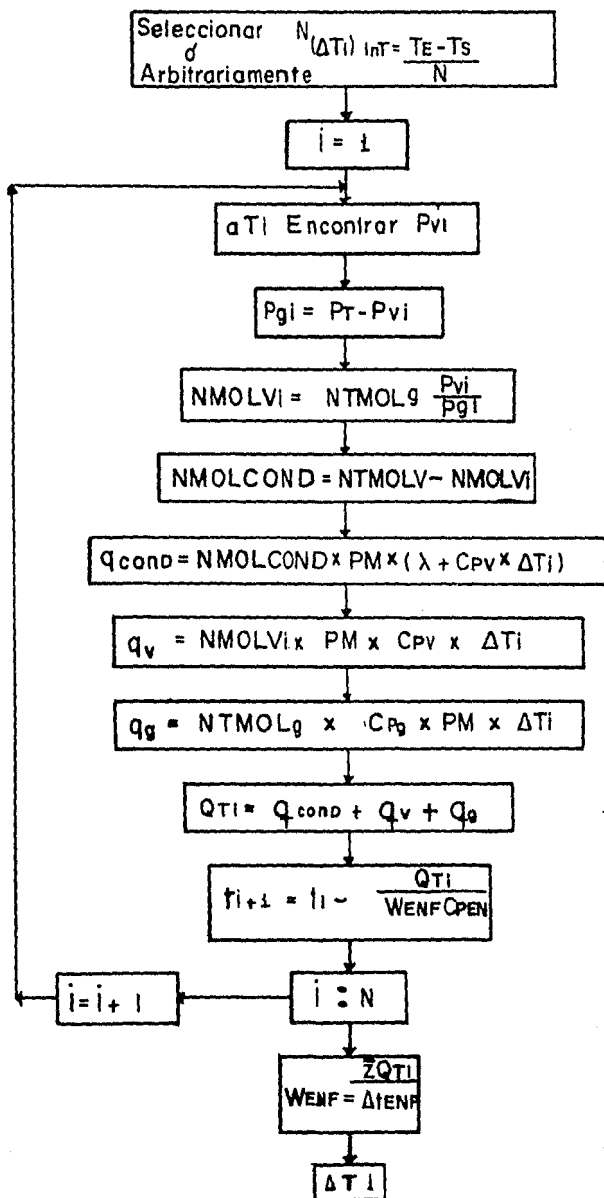 Seleccionar N (ΔTi) InT = TE - TS
ó
Arbitrariamente N
i = 1
aTi Encontrar Pvi
Pgi = PT - Pvi
NMOLVi = NTMOLg Pvi
PgI
NMOLCOND = NTMOLV - NMOLVi
qCOND = NMOLCOND x PM x (λ + CPV x ΔTi)
qv = NMOLVi x PM x CPV x ΔTi
qg = NTMOLg x CPg x PM x ΔTi
QTi = qCOND + qv + qg
ti+1 = ti - QTi
WENF CPEN
i = i + 1
i : N
WENF = ΣQTi
ΔtENF
ΔTi